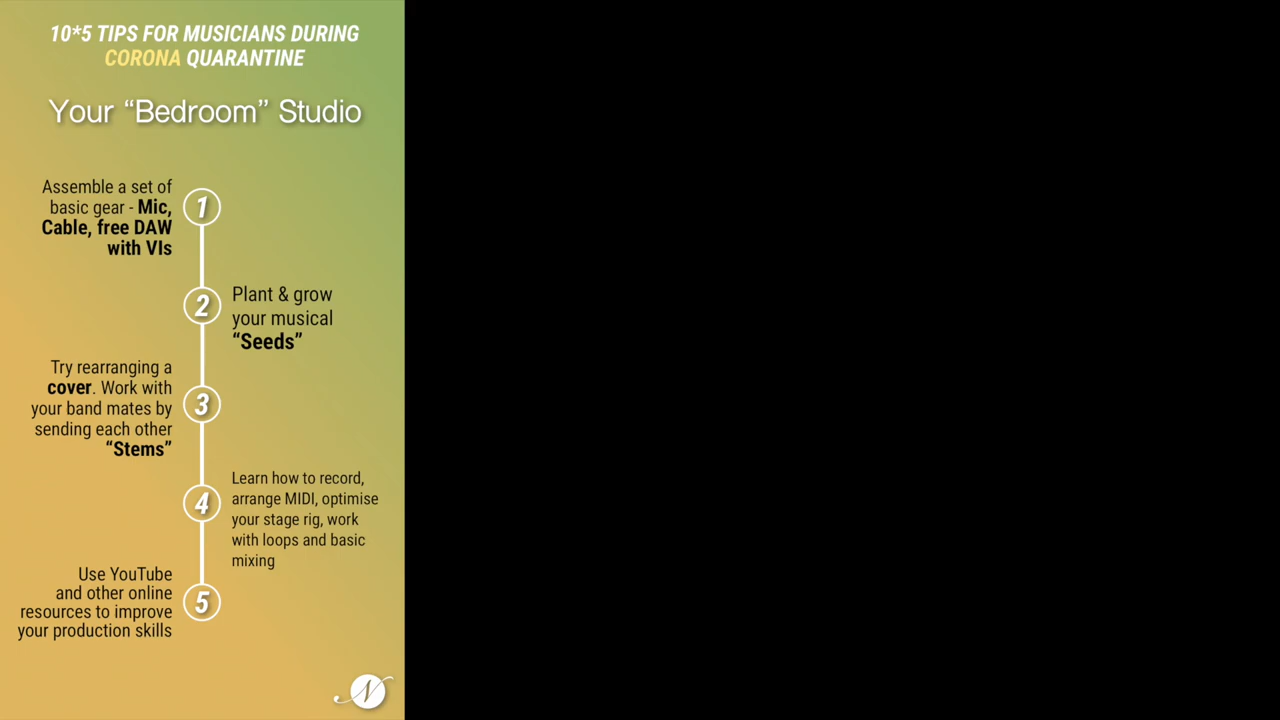 10*5 TIPS FOR MUSICIANS DURING
CORONA QUARANTINE
Your “Bedroom” Studio
Assemble a set of
basic gear - Mic,
Cable, free DAW
with VIs
1
2
Plant & grow
your musical
“Seeds”
Try rearranging a
cover. Work with
your band mates by
sending each other
“Stems”
3
4
Learn how to record,
arrange MIDI, optimise
your stage rig, work
with loops and basic
mixing
Use YouTube
and other online
resources to improve
your production skills
5
N